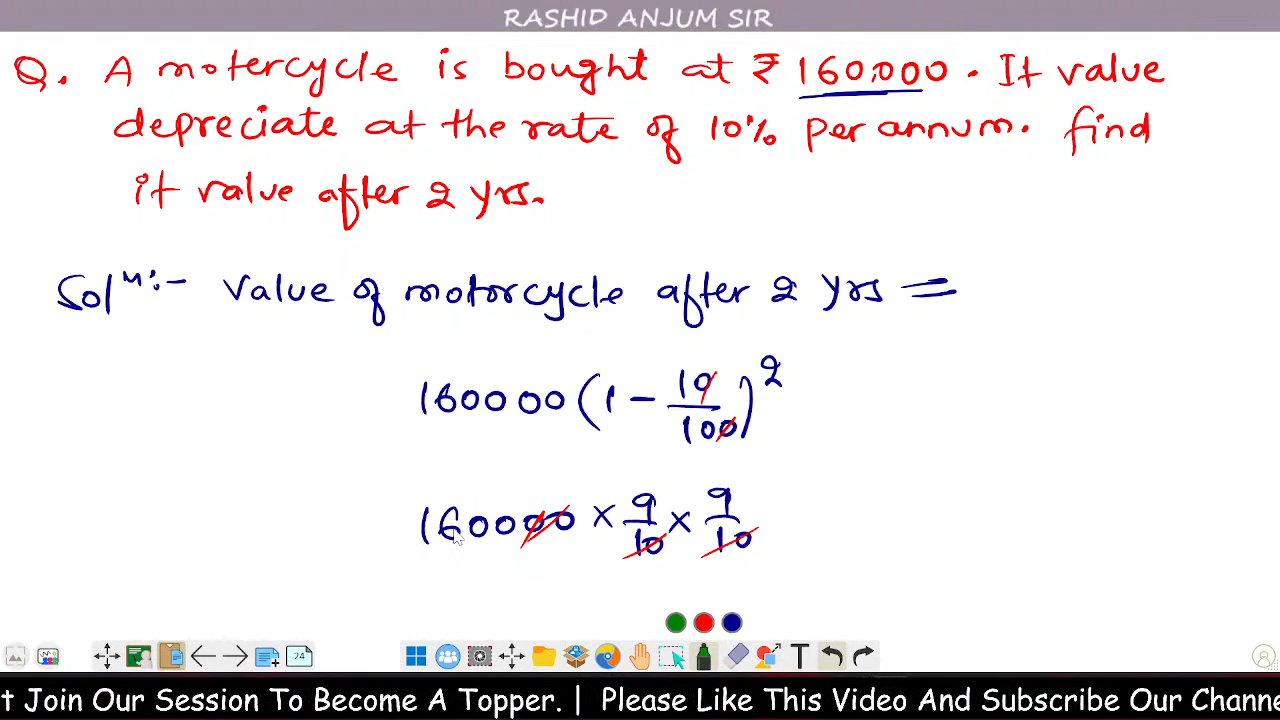 RASHID ANJUM SIR
Q. A motercycle is bought at ₹ 160,000. It value
depreciate at the rate of 10% per annum. find
it value after 2 yrs.
Solⁿ:- Value of motorcycle after 2 yrs =
160000 (1 - 10/100)²
160000 × 9/10 × 9/10
24
T
t Join Our Session To Become A Topper. | Please Like This Video And Subscribe Our Channe